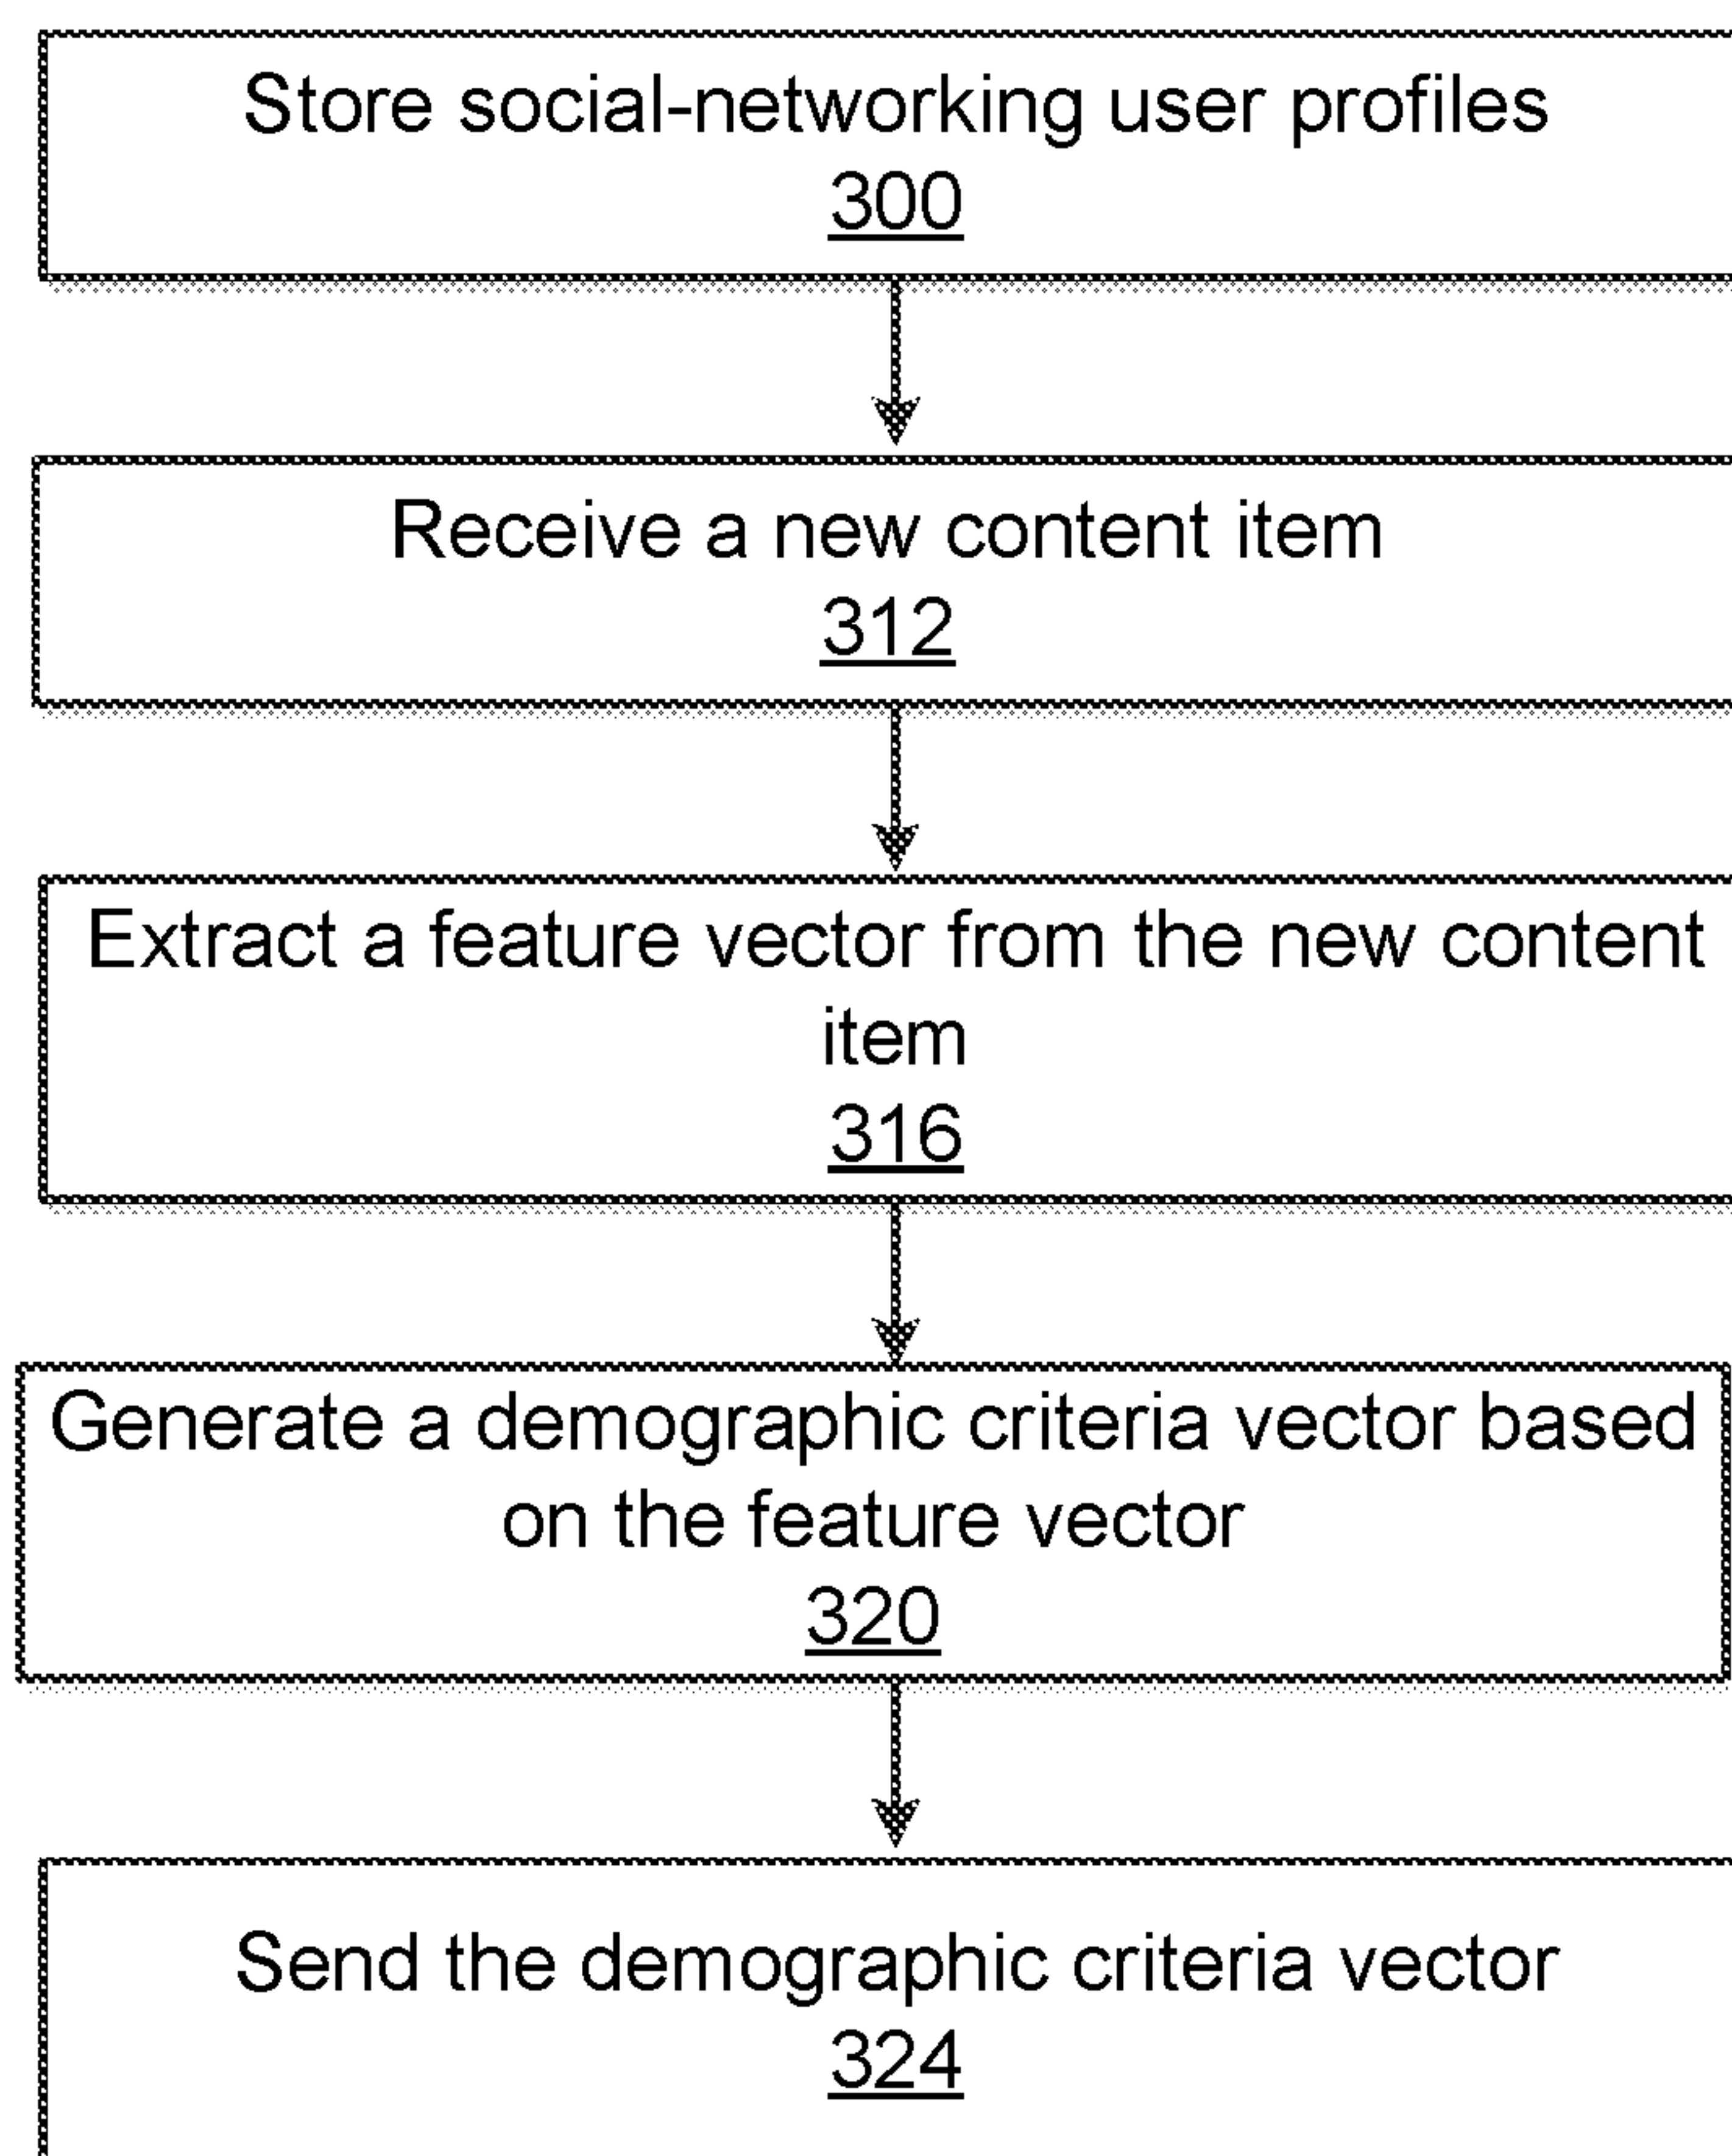 Store social-networking user profiles
300
Receive a new content item
312
Extract a feature vector from the new content
item
316
Generate a demographic criteria vector based
on the feature vector
320
Send the demographic criteria vector
324